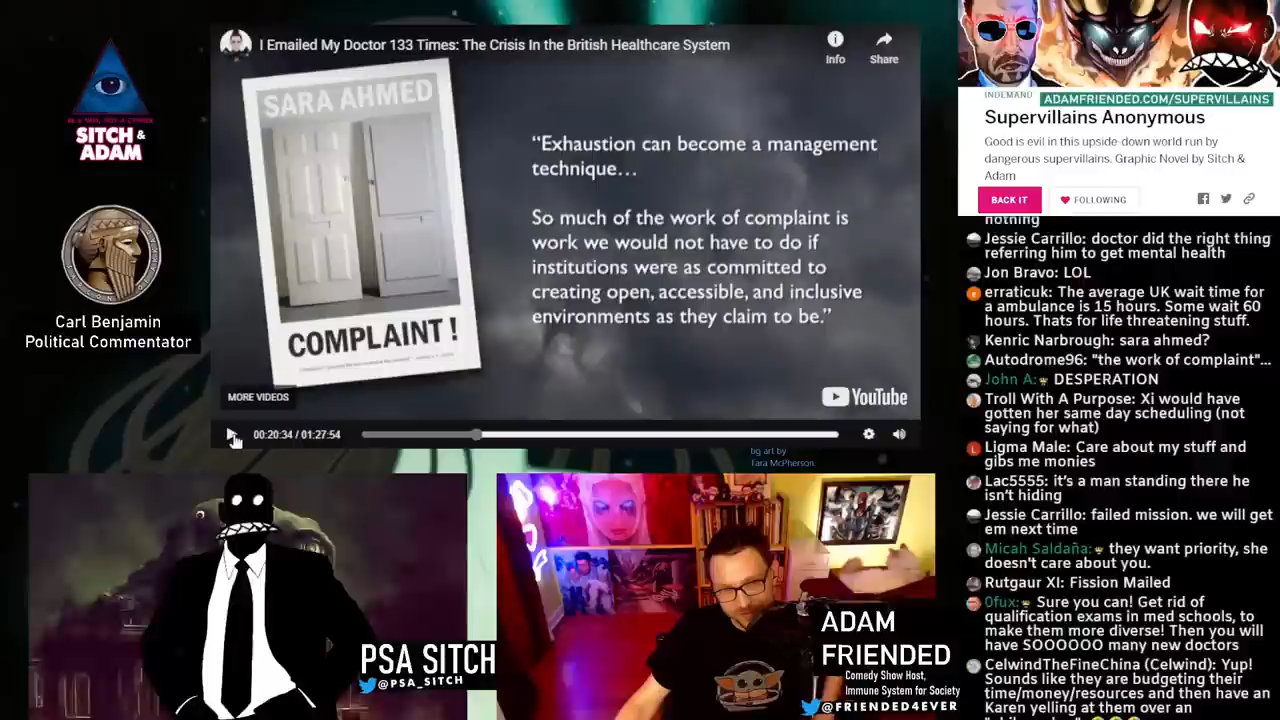 I Emailed My Doctor 133 Times: The Crisis In the British Healthcare System
Info
Share
SARA AHMED
COMPLAINT!
“Exhaustion can become a management
technique…
So much of the work of complaint is
work we would not have to do if
institutions were as committed to
creating open, accessible, and inclusive
environments as they claim to be.”
MORE VIDEOS
YouTube
00:20:34 / 01:27:54
bg art by
Tara McPherson
SITCH &
ADAM
Carl Benjamin
Political Commentator
PSA SITCH
@PSA_SITCH
ADAM
FRIENDED
Comedy Show Host,
Immune System for Society
@FRIENDED4EVER
INDEMAND
ADAMFRIENDED.COM/SUPERVILLAINS
Supervillains Anonymous
Good is evil in this upside-down world run by
dangerous supervillains. Graphic Novel by Sitch &
Adam
BACK IT
FOLLOWING
nothing
Jessie Carrillo: doctor did the right thing
referring him to get mental health
Jon Bravo: LOL
erraticuk: The average UK wait time for
a ambulance is 15 hours. Some wait 60
hours. Thats for life threatening stuff.
Kenric Narbrough: sara ahmed?
Autodrome96: "the work of complaint"...
John A: DESPERATION
Troll With A Purpose: Xi would have
gotten her same day scheduling (not
saying for what)
Ligma Male: Care about my stuff and
gibs me monies
Lac5555: it’s a man standing there he
isn’t hiding
Jessie Carrillo: failed mission. we will get
em next time
Micah Saldaña: they want priority, she
doesn't care about you.
Rutgaur XI: Fission Mailed
0fux: Sure you can! Get rid of
qualification exams in med schools, to
make them more diverse! Then you will
have SOOOOOO many new doctors
CelwindTheFineChina (Celwind): Yup!
Sounds like they are budgeting their
time/money/resources and then have an
Karen yelling at them over an